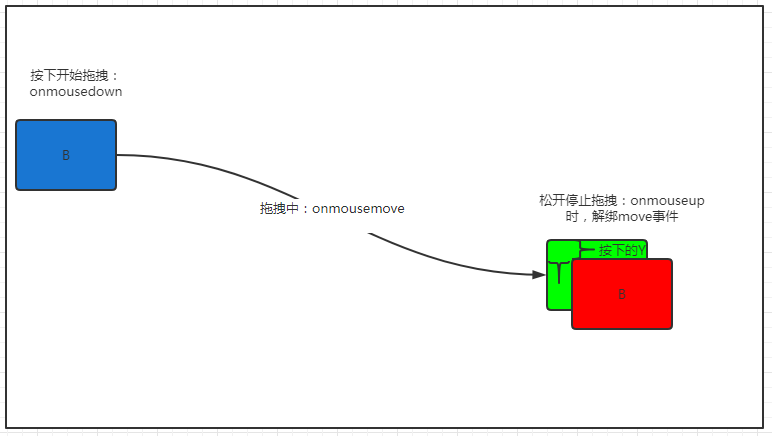 按下开始拖拽：
onmousedown
B
拖拽中：onmousemove
松开停止拖拽：onmouseup
时，解绑move事件
按下的Y
B